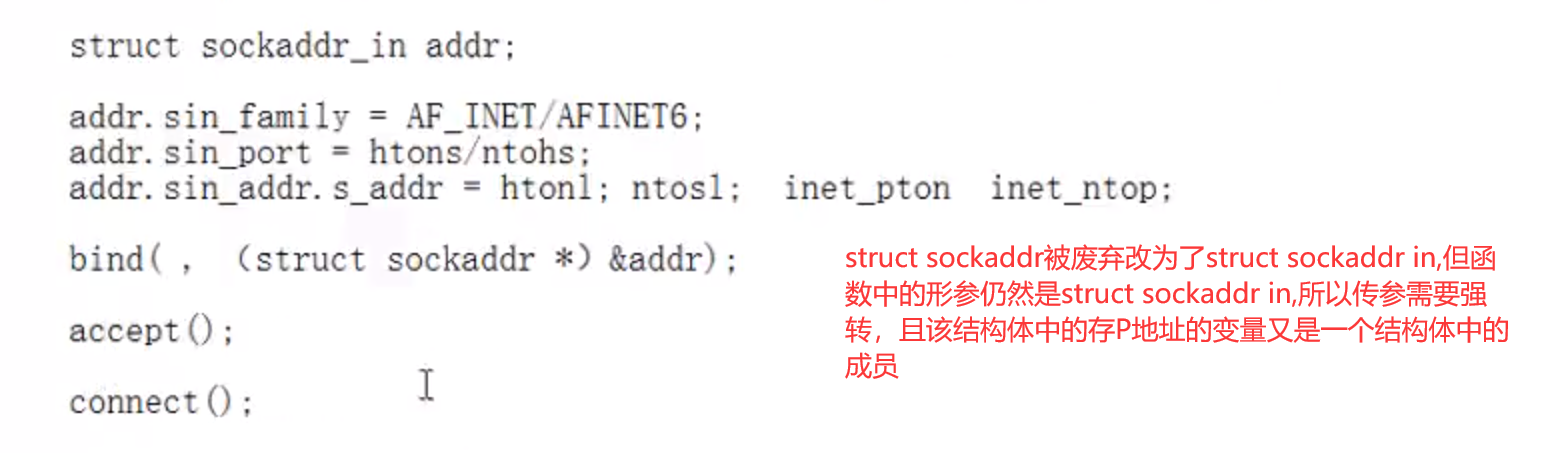 struct sockaddr_in addr;
addr.sin_family = AF_INET/AFINET6;
addr.sin_port = htons/ntohs;
addr.sin_addr.s_addr = htonl; ntosl; inet_pton inet_ntop;
bind( , (struct sockaddr *) &addr);
accept();
connect();
struct sockaddr被废弃改为了struct sockaddr in,但函
数中的形参仍然是struct sockaddr in,所以传参需要强
转，且该结构体中的存P地址的变量又是一个结构体中的
成员